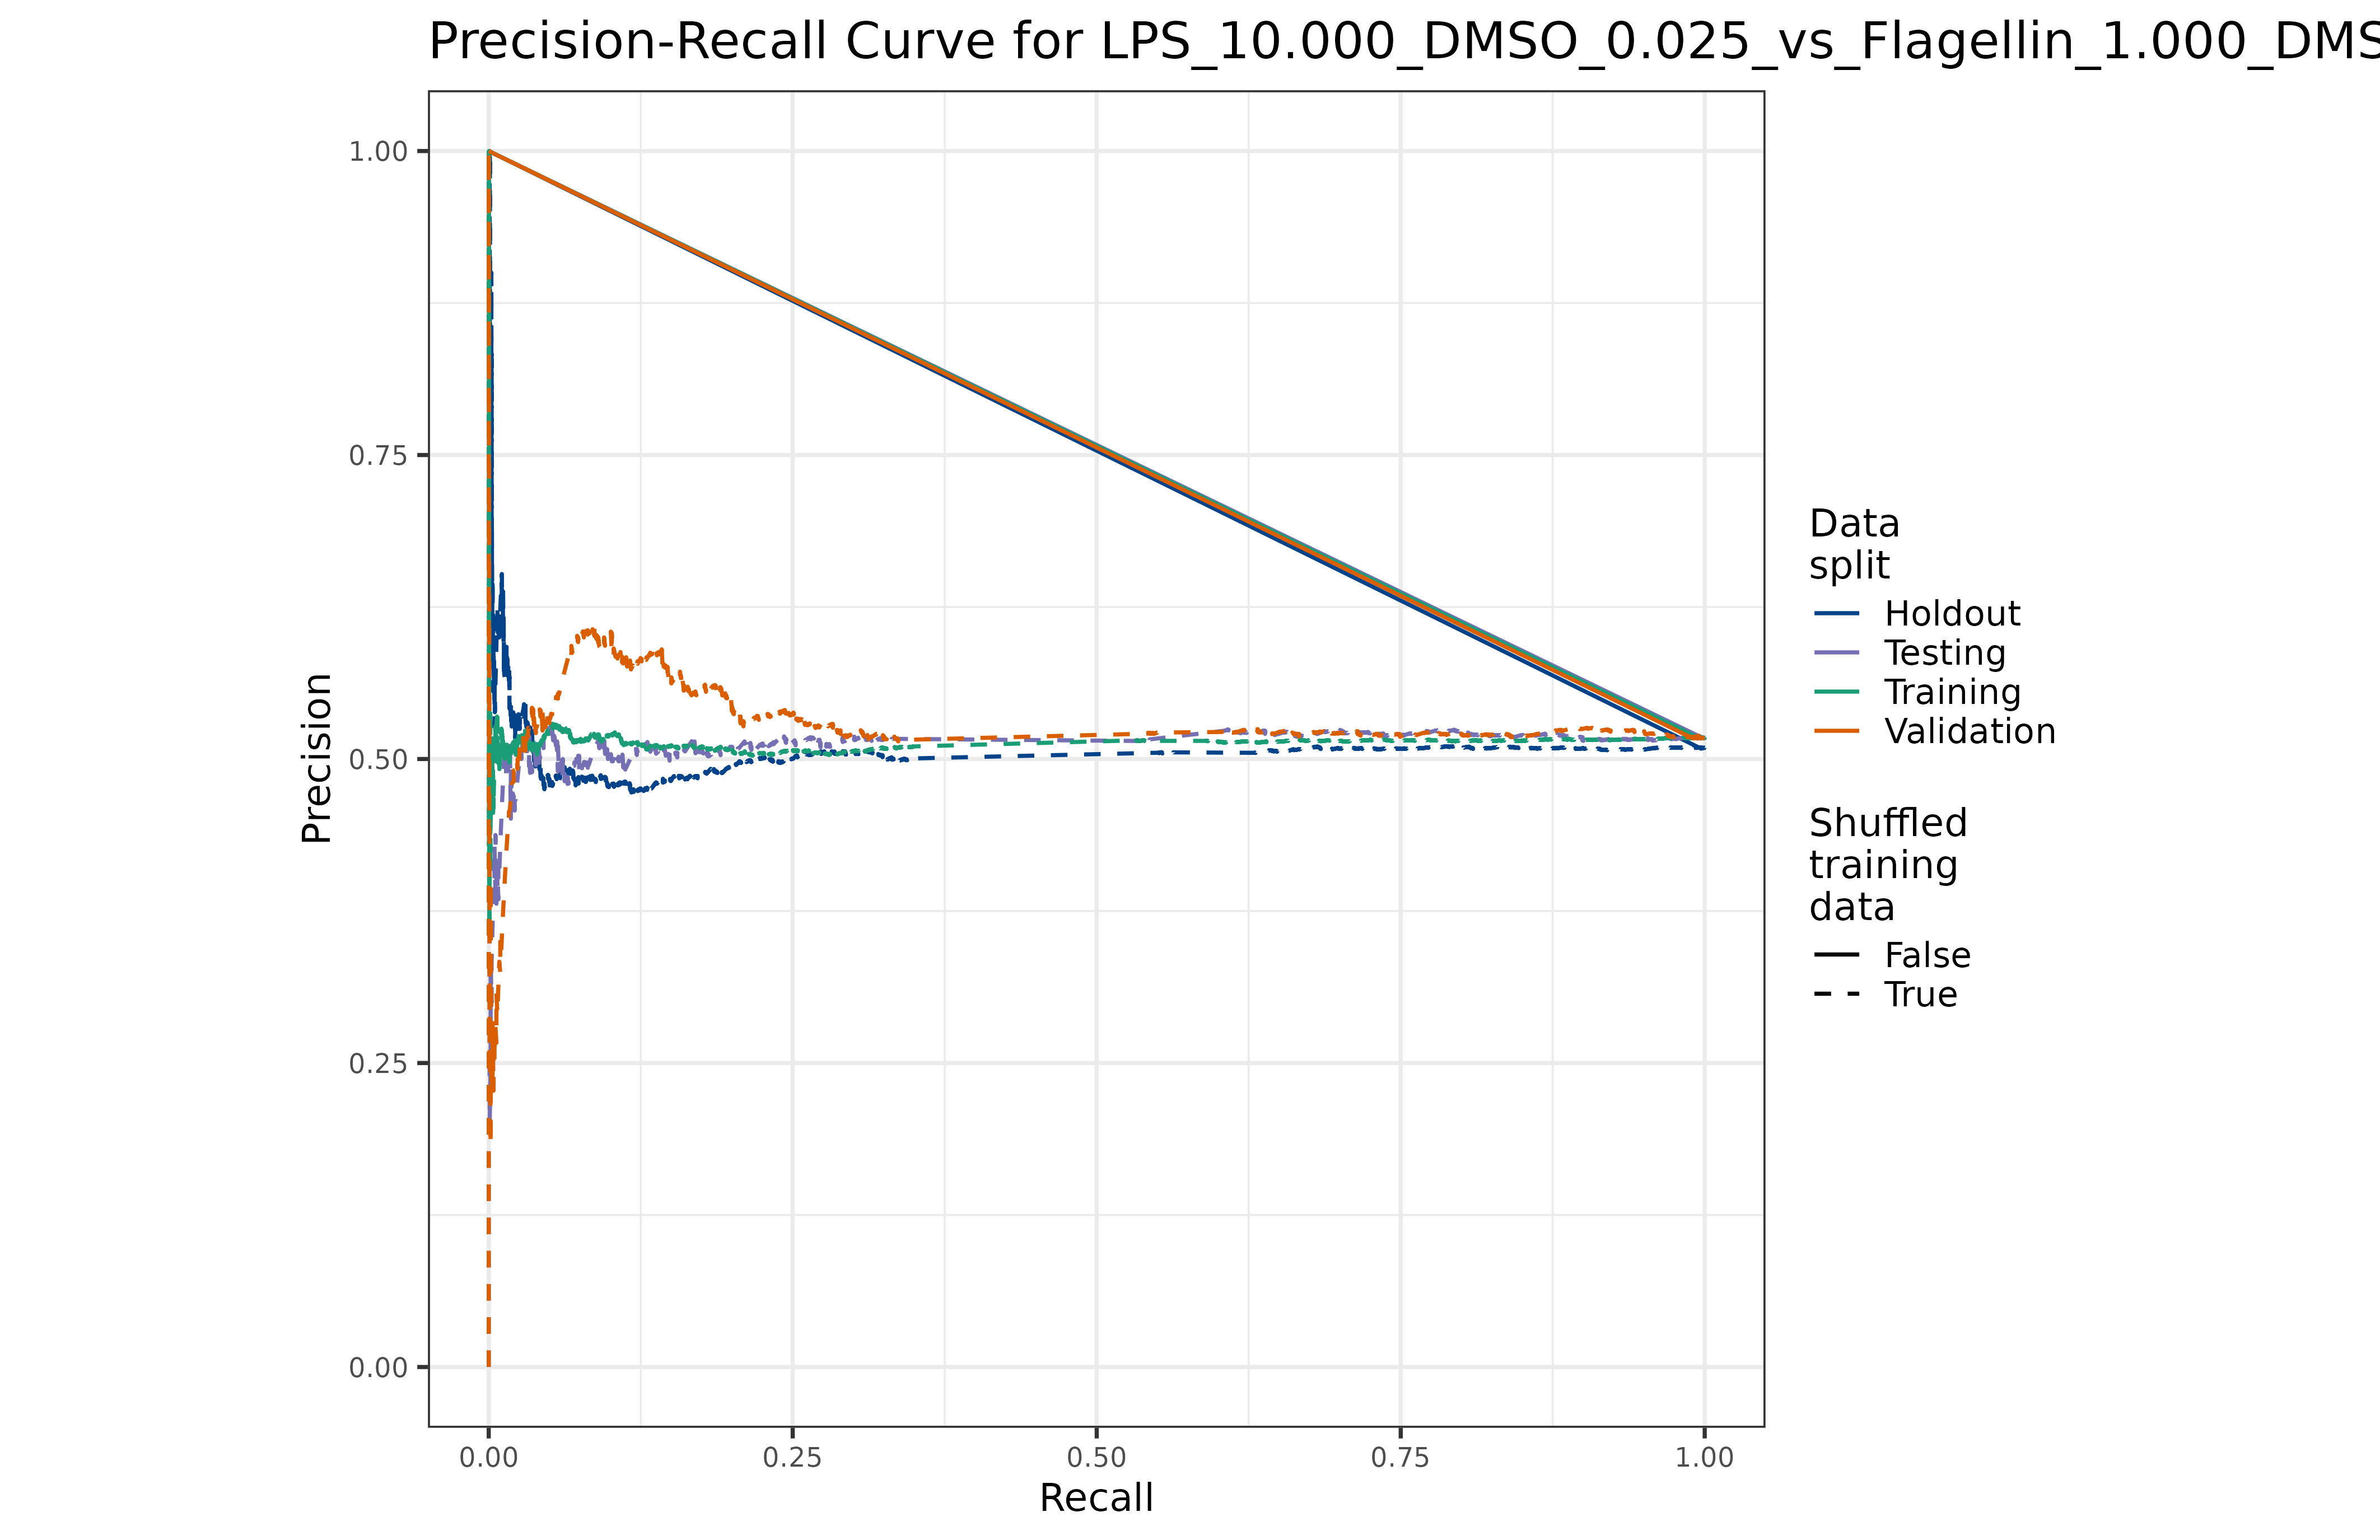 Precision-Recall Curve for LPS_10.000_DMSO_0.025_vs_Flagellin_1.000_DMS
1.00
0.75
0.50
0.25
0.00
Precision
0.00 0.25 0.50 0.75 1.00
Recall
Data
split
Holdout
Testing
Training
Validation
Shuffled
training
data
False
True